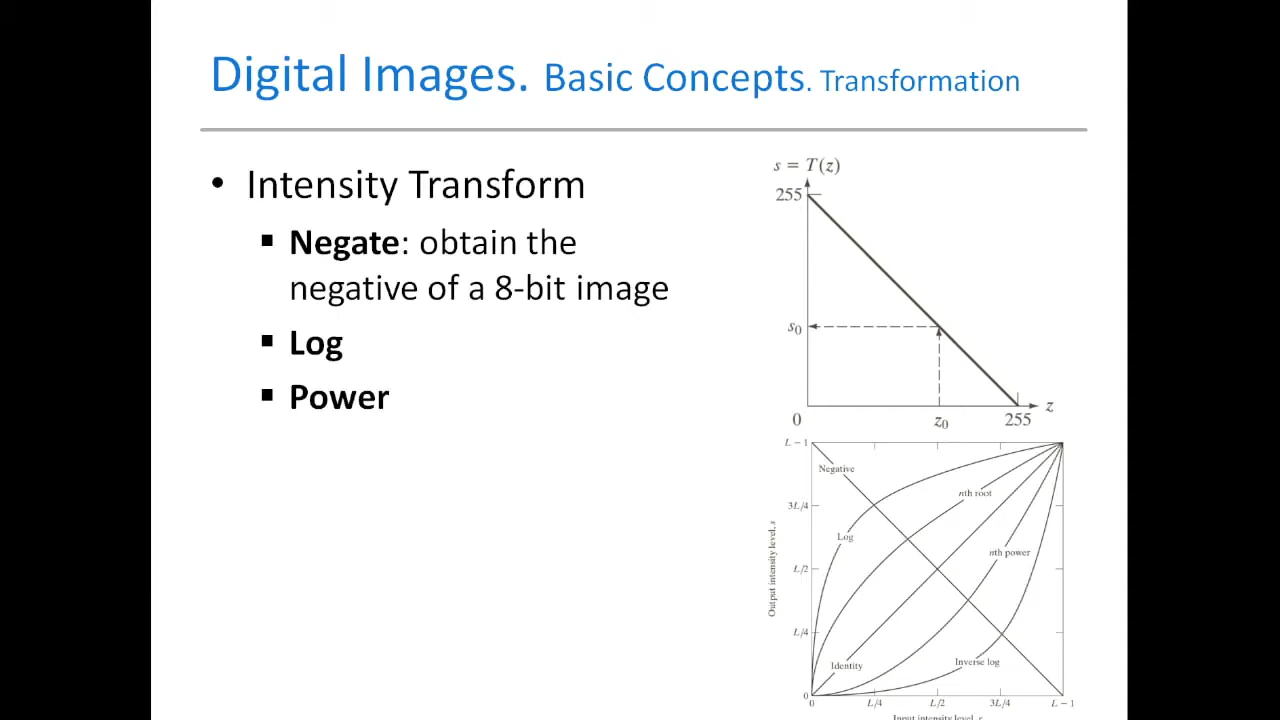 Digital Images. Basic Concepts. Transformation
• Intensity Transform
▪ Negate: obtain the
negative of a 8-bit image
▪ Log
▪ Power
s = T(z)
255
s0
0
z0
255
z
L − 1
Negative
nth root
3L/4
Log
nth power
L/2
Output intensity level, s
L/4
Identity
Inverse log
0
0
L/4
L/2
3L/4
L − 1
Input intensity level, r